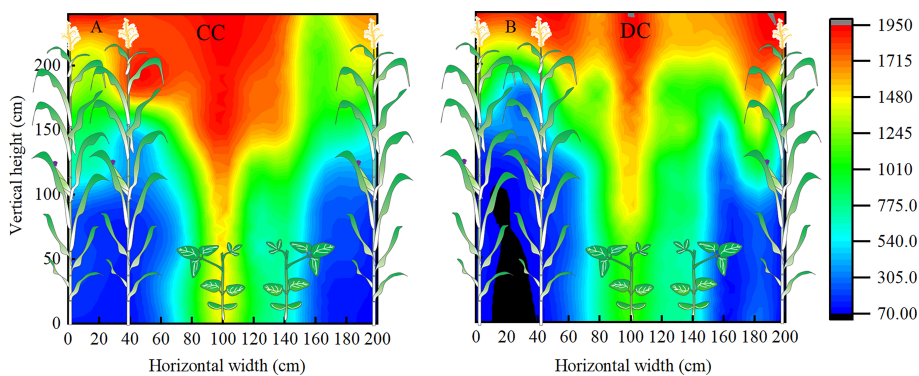 A
CC
B
DC
Vertical height (cm)
200
150
100
50
0
0 20 40 60 80 100 120 140 160 180 200
Horizontal width (cm)
0 20 40 60 80 100 120 140 160 180 200
Horizontal width (cm)
1950
1715
1480
1245
1010
775.0
540.0
305.0
70.00